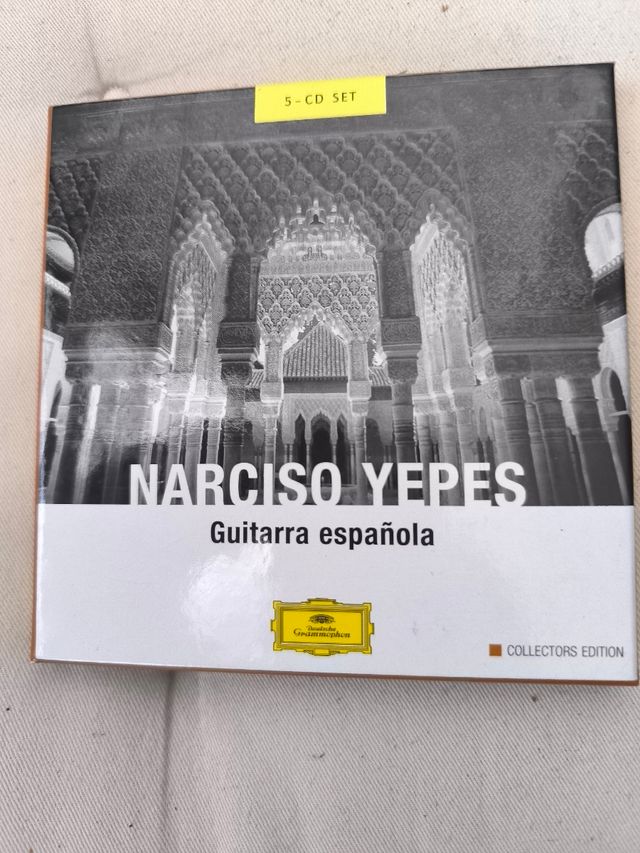 5-CD SET
NARCISO YEPES
Guitarra española
Deutsche
Grammophon
COLLECTORS EDITION